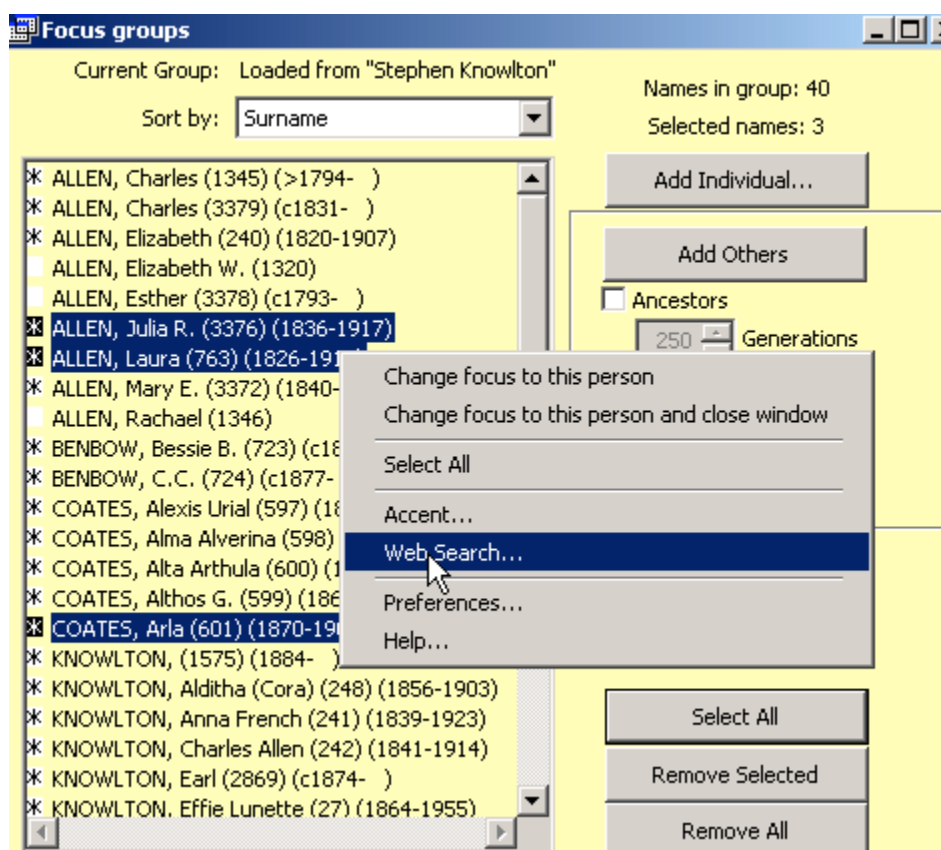 Focus groups
Current Group: Loaded from "Stephen Knowlton"
Sort by: Surname
Names in group: 40
Selected names: 3
Add Individual...
Add Others
Ancestors
250 Generations
* ALLEN, Charles (1345) (>1794- )
* ALLEN, Charles (3379) (c1831- )
* ALLEN, Elizabeth (240) (1820-1907)
ALLEN, Elizabeth W. (1320)
ALLEN, Esther (3378) (c1793- )
* ALLEN, Julia R. (3376) (1836-1917)
* ALLEN, Laura (763) (1826-191
* ALLEN, Mary E. (3372) (1840-
ALLEN, Rachael (1346)
* BENBOW, Bessie B. (723) (c18
* BENBOW, C.C. (724) (c1877-
* COATES, Alexis Urial (597) (18
* COATES, Alma Alverina (598)
* COATES, Alta Arthula (600) (1
* COATES, Althos G. (599) (186
* COATES, Arla (601) (1870-190
* KNOWLTON, (1575) (1884- )
* KNOWLTON, Alditha (Cora) (248) (1856-1903)
* KNOWLTON, Anna French (241) (1839-1923)
* KNOWLTON, Charles Allen (242) (1841-1914)
* KNOWLTON, Earl (2869) (c1874- )
* KNOWLTON, Effie Lunette (27) (1864-1955)
Change focus to this person
Change focus to this person and close window
Select All
Accent...
Web Search...
Preferences...
Help...
Select All
Remove Selected
Remove All